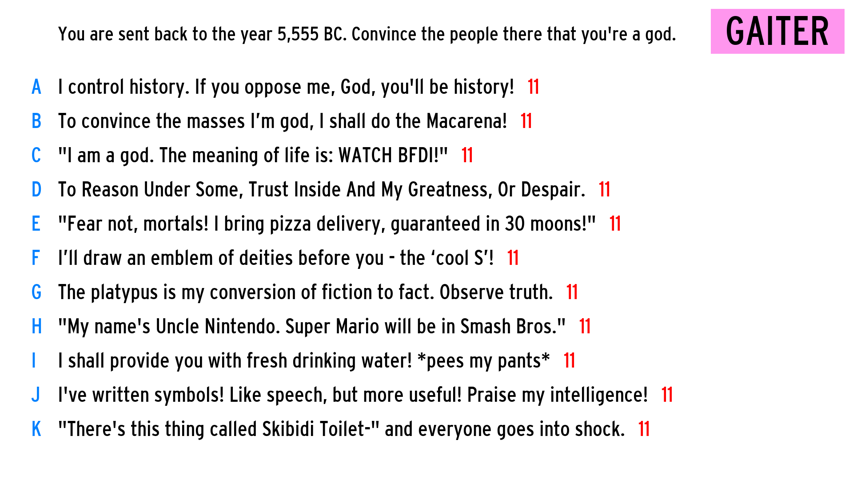 You are sent back to the year 5,555 BC. Convince the people there that you're a god.
GAITER
A I control history. If you oppose me, God, you'll be history! 11
B To convince the masses I’m god, I shall do the Macarena! 11
C "I am a god. The meaning of life is: WATCH BFDI!" 11
D To Reason Under Some, Trust Inside And My Greatness, Or Despair. 11
E "Fear not, mortals! I bring pizza delivery, guaranteed in 30 moons!" 11
F I’ll draw an emblem of deities before you - the ‘cool S’! 11
G The platypus is my conversion of fiction to fact. Observe truth. 11
H "My name's Uncle Nintendo. Super Mario will be in Smash Bros." 11
I I shall provide you with fresh drinking water! *pees my pants* 11
J I've written symbols! Like speech, but more useful! Praise my intelligence! 11
K "There's this thing called Skibidi Toilet-" and everyone goes into shock. 11